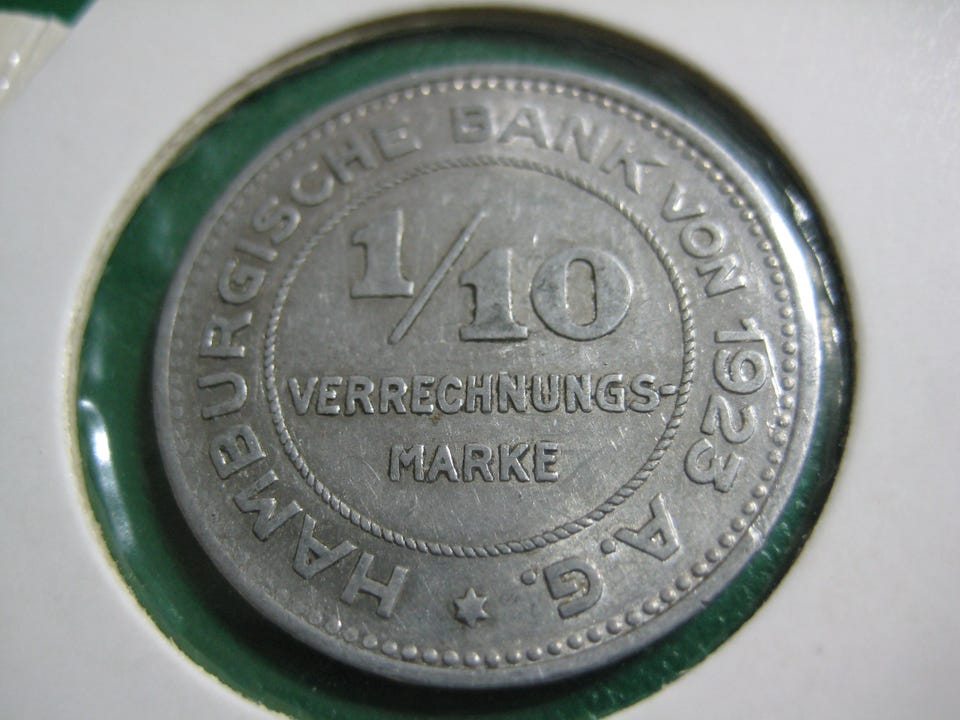 HAMBURGISCHE BANK VON 1923 A.G.
1/10
VERRECHNUNGS-
MARKE